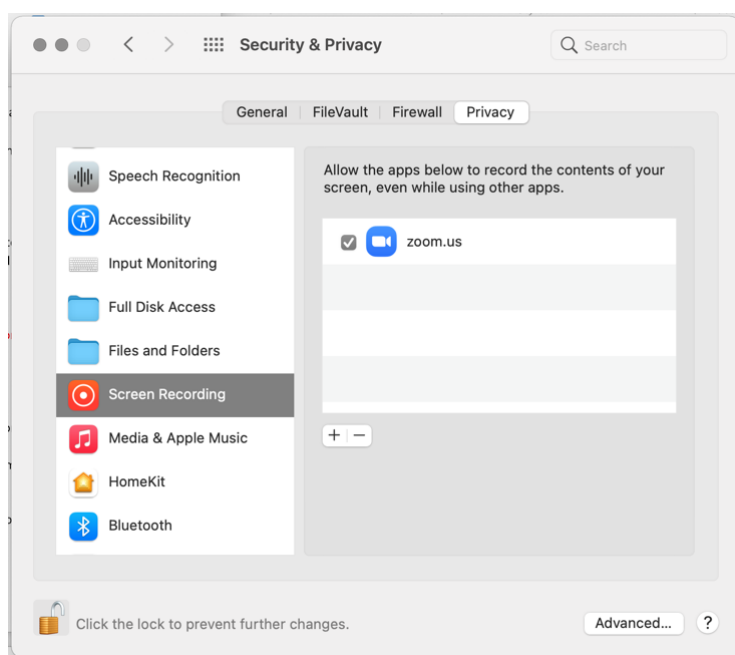 Security & Privacy
Search
General
FileVault
Firewall
Privacy
Speech Recognition
Accessibility
Input Monitoring
Full Disk Access
Files and Folders
Screen Recording
Media & Apple Music
HomeKit
Bluetooth
Allow the apps below to record the contents of your
screen, even while using other apps.
zoom.us
Click the lock to prevent further changes.
Advanced...
?